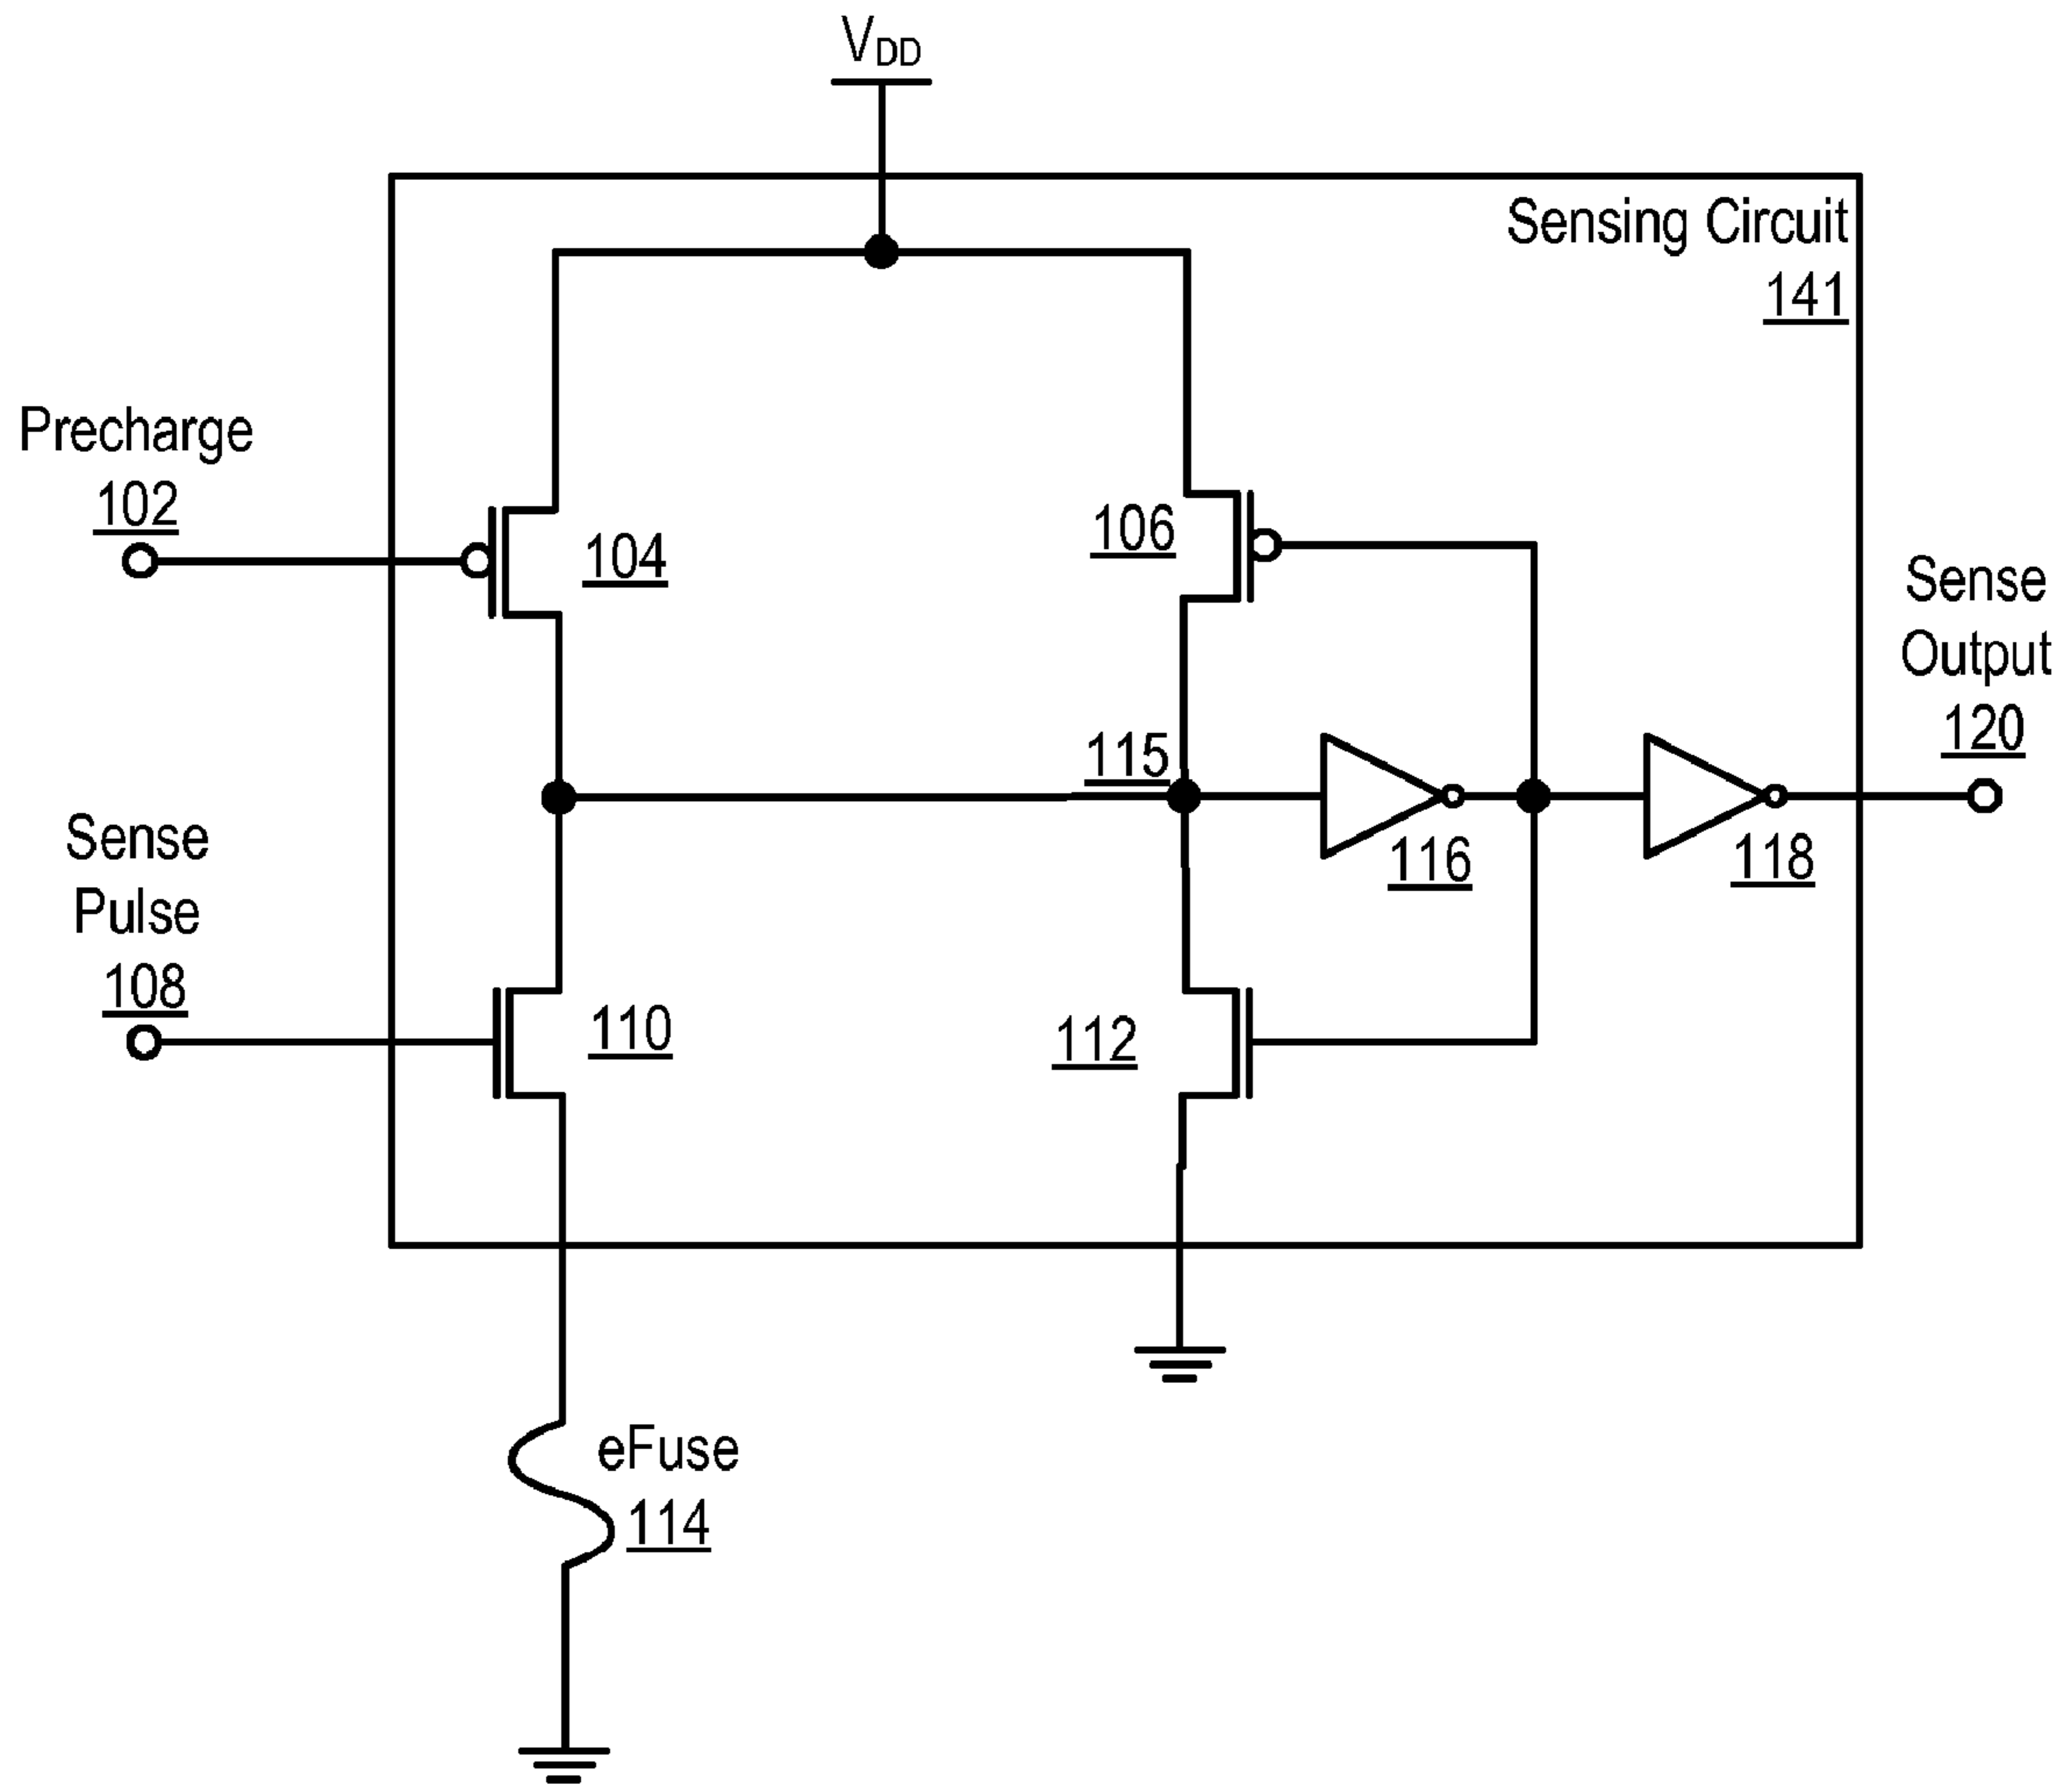 VDD
Sensing Circuit
141
Precharge
102
104
106
Sense
Output
120
115
116
118
Sense
Pulse
108
110
112
eFuse
114